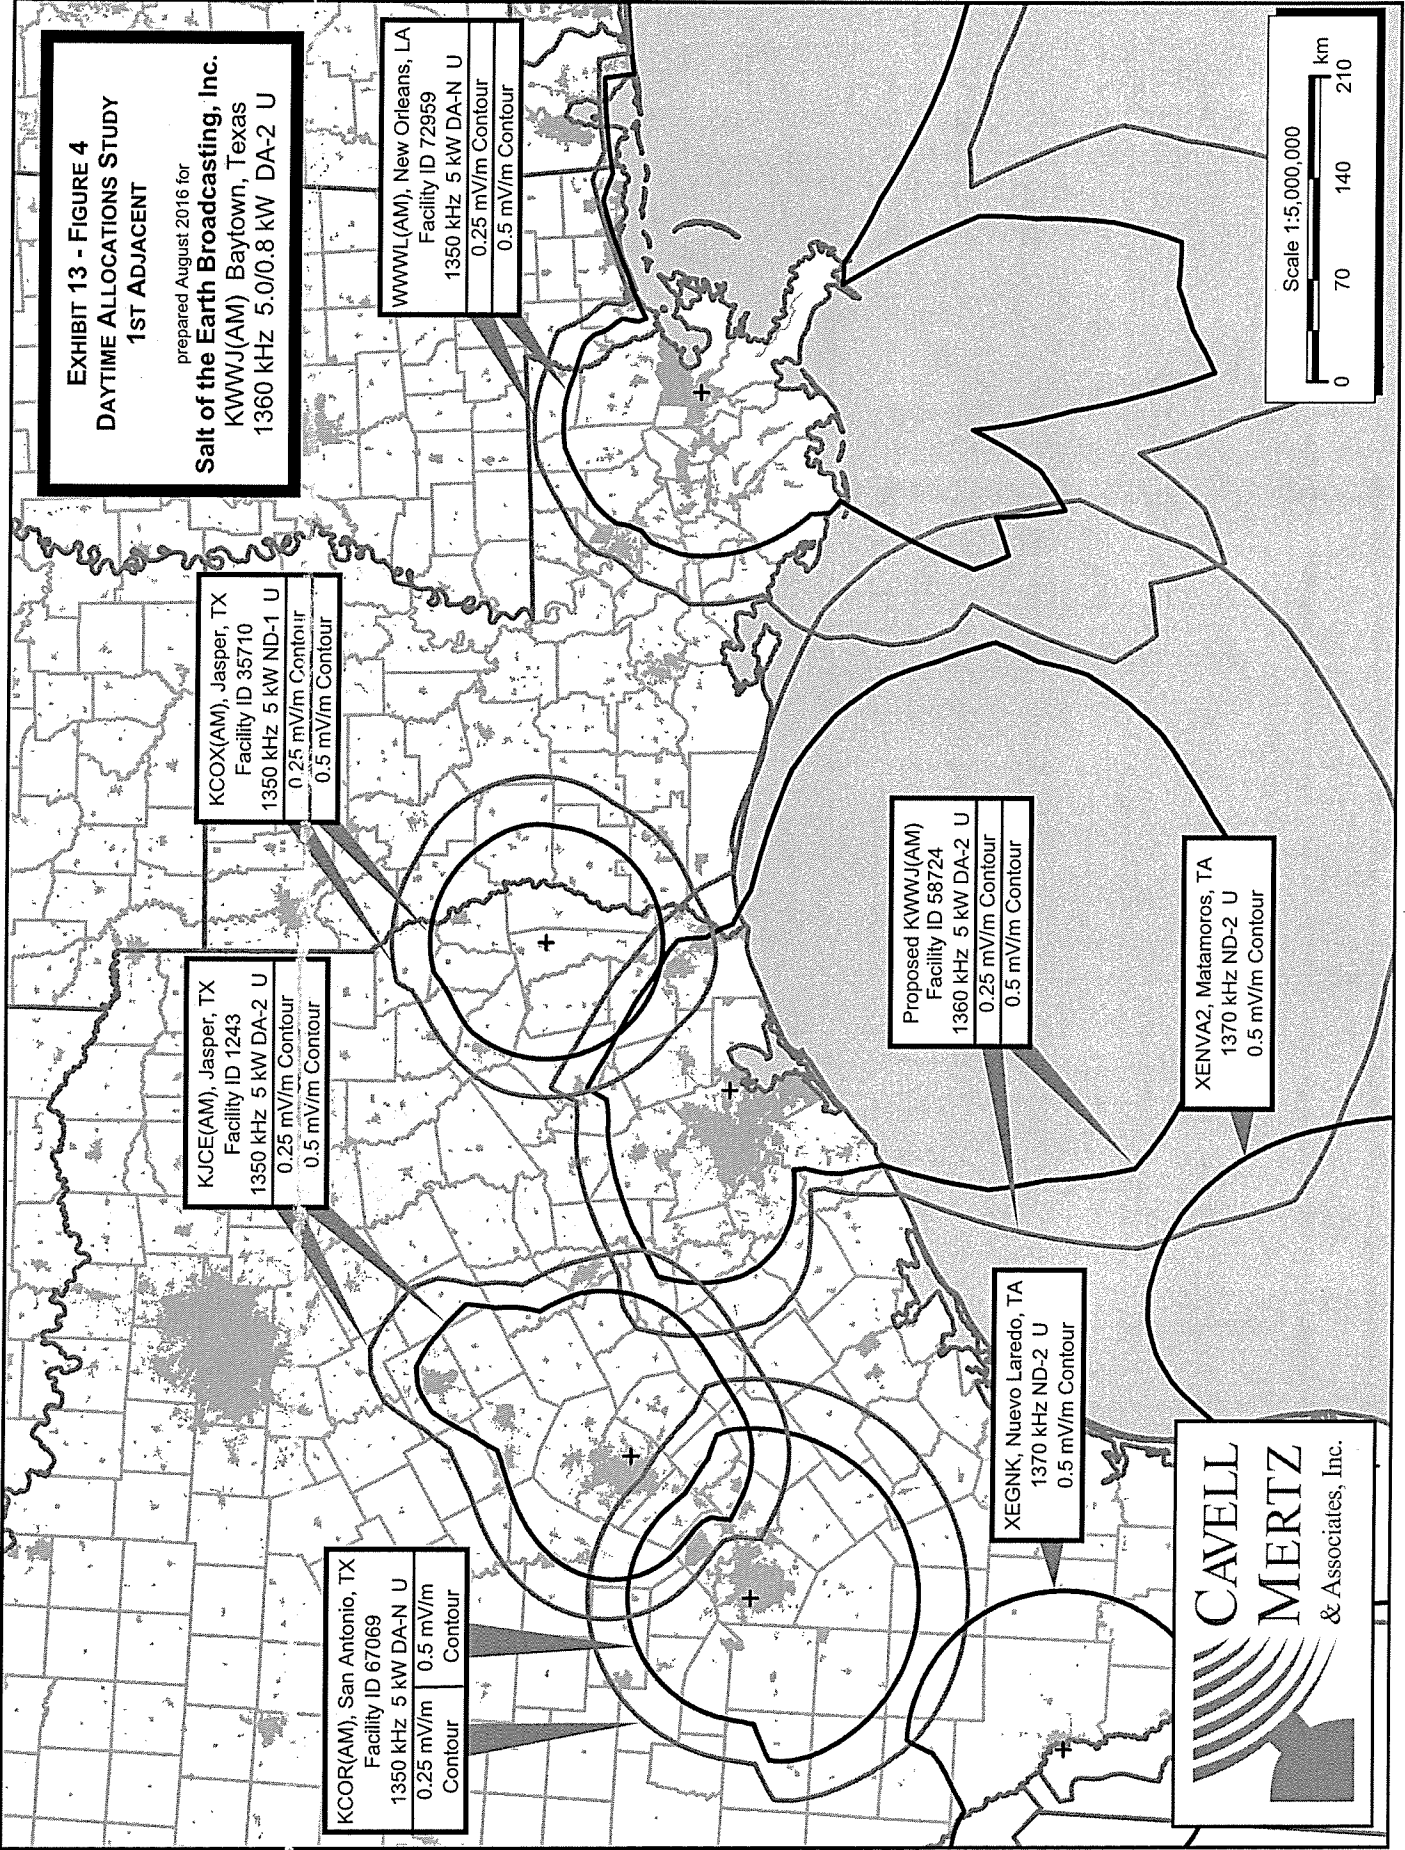 EXHIBIT 13 - FIGURE 4
DAYTIME ALLOCATIONS STUDY
1ST ADJACENT
prepared August 2016 for
Salt of the Earth Broadcasting, Inc.
KWWJ(AM) Baytown, Texas
1360 kHz 5.0/0.8 kW DA-2 U
KCOR(AM), San Antonio, TX
Facility ID 67069
1350 kHz 5 kW DA-N U
0.25 mV/m Contour
0.5 mV/m Contour
KJCE(AM), Jasper, TX
Facility ID 1243
1350 kHz 5 kW DA-2 U
0.25 mV/m Contour
0.5 mV/m Contour
KCOX(AM), Jasper, TX
Facility ID 35710
1350 kHz 5 kW ND-1 U
0.25 mV/m Contour
0.5 mV/m Contour
WWWL(AM), New Orleans, LA
Facility ID 72959
1350 kHz 5 kW DA-N U
0.25 mV/m Contour
0.5 mV/m Contour
Proposed KWWJ(AM)
Facility ID 58724
1360 kHz 5 kW DA-2 U
0.25 mV/m Contour
0.5 mV/m Contour
XEGNK, Nuevo Laredo, TA
1370 kHz ND-2 U
0.5 mV/m Contour
XENVA2, Matamoros, TA
1370 kHz ND-2 U
0.5 mV/m Contour
CAVELL
MERTZ
& Associates, Inc.
Scale 1:5,000,000
km
0 70 140 210